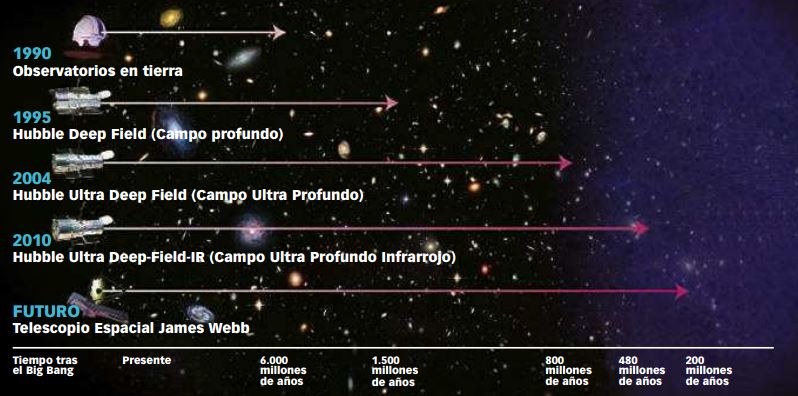 1990
Observatorios en tierra
1995
Hubble Deep Field (Campo profundo)
2004
Hubble Ultra Deep Field (Campo Ultra Profundo)
2010
Hubble Ultra Deep-Field-IR (Campo Ultra Profundo Infrarrojo)
FUTURO
Telescopio Espacial James Webb
Tiempo tras
el Big Bang
Presente
6.000
millones
de años
1.500
millones
de años
800
millones
de años
480
millones
de años
200
millones
de años